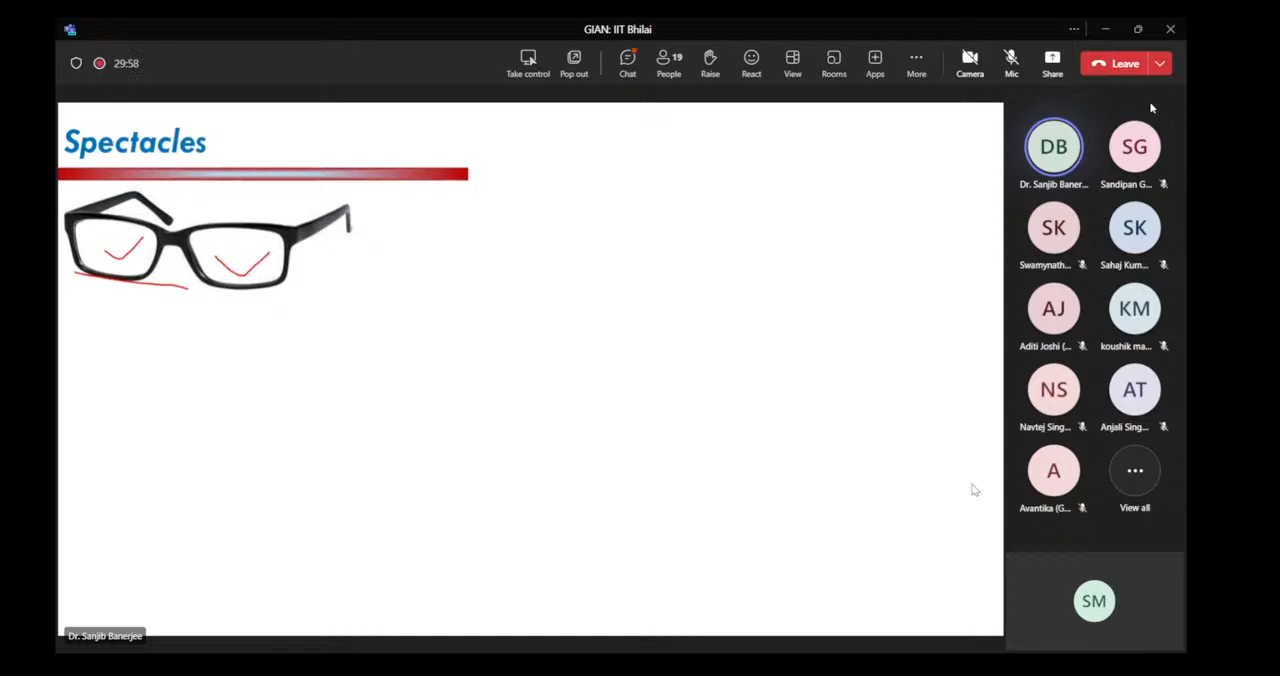 GIAN: IIT Bhilai
29:58
Take control
Pop out
Chat
19
People
Raise
React
View
Rooms
Apps
More
Camera
Mic
Share
Leave
Spectacles
DB
SG
Dr. Sanjib Baner...
Sandipan G...
SK
SK
Swamynath...
Sahaj Kum...
AJ
KM
Aditi Joshi (...
koushik ma...
NS
AT
Navtej Sing...
Anjali Sing...
A
Avantika (G...
View all
SM
Dr. Sanjib Banerjee